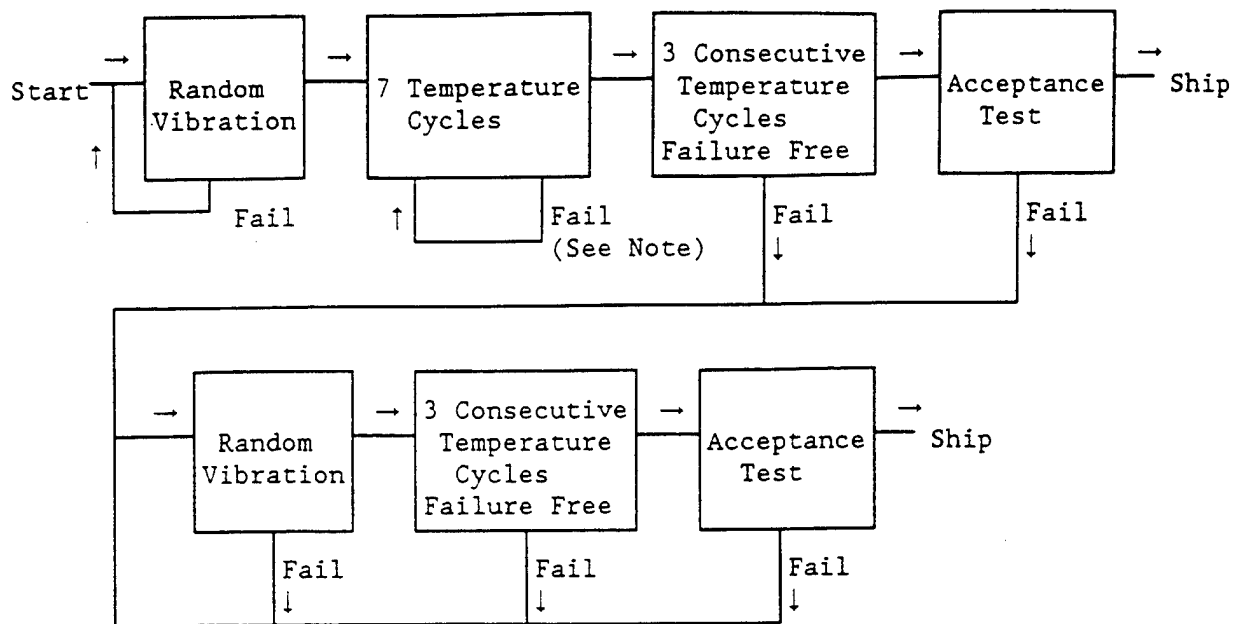 Start
Random
Vibration
Fail
7 Temperature
Cycles
Fail
(See Note)
3 Consecutive
Temperature
Cycles
Failure Free
Fail
Acceptance
Test
Fail
Ship
Random
Vibration
Fail
3 Consecutive
Temperature
Cycles
Failure Free
Fail
Acceptance
Test
Fail
Ship